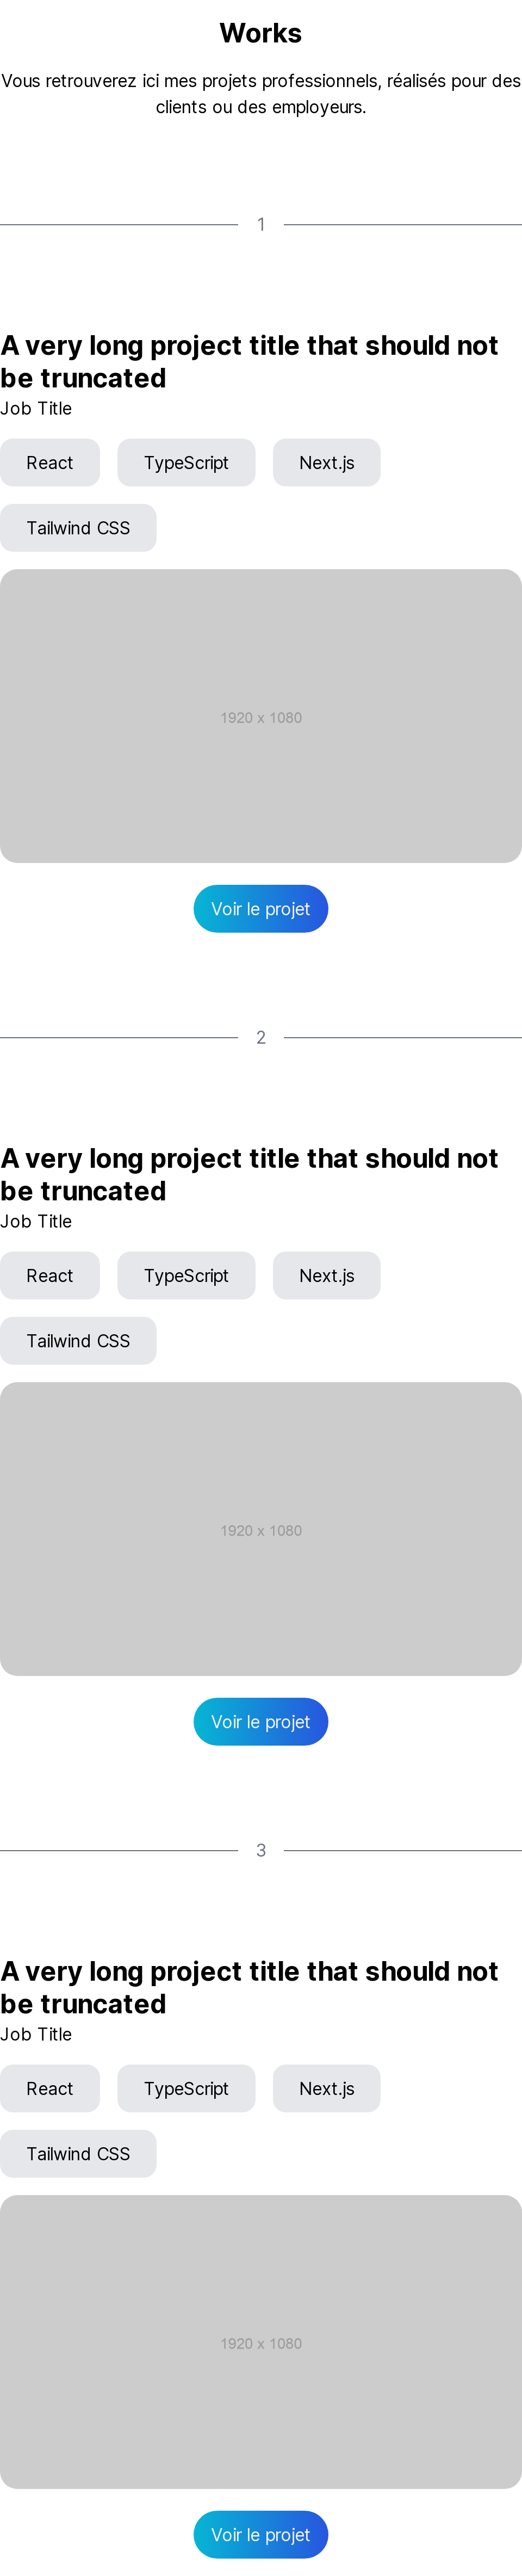 Works
Vous retrouverez ici mes projets professionnels, réalisés pour des
clients ou des employeurs.
1
A very long project title that should not
be truncated
Job Title
React TypeScript Next.js
Tailwind CSS
1920 x 1080
Voir le projet
2
A very long project title that should not
be truncated
Job Title
React TypeScript Next.js
Tailwind CSS
1920 x 1080
Voir le projet
3
A very long project title that should not
be truncated
Job Title
React TypeScript Next.js
Tailwind CSS
1920 x 1080
Voir le projet